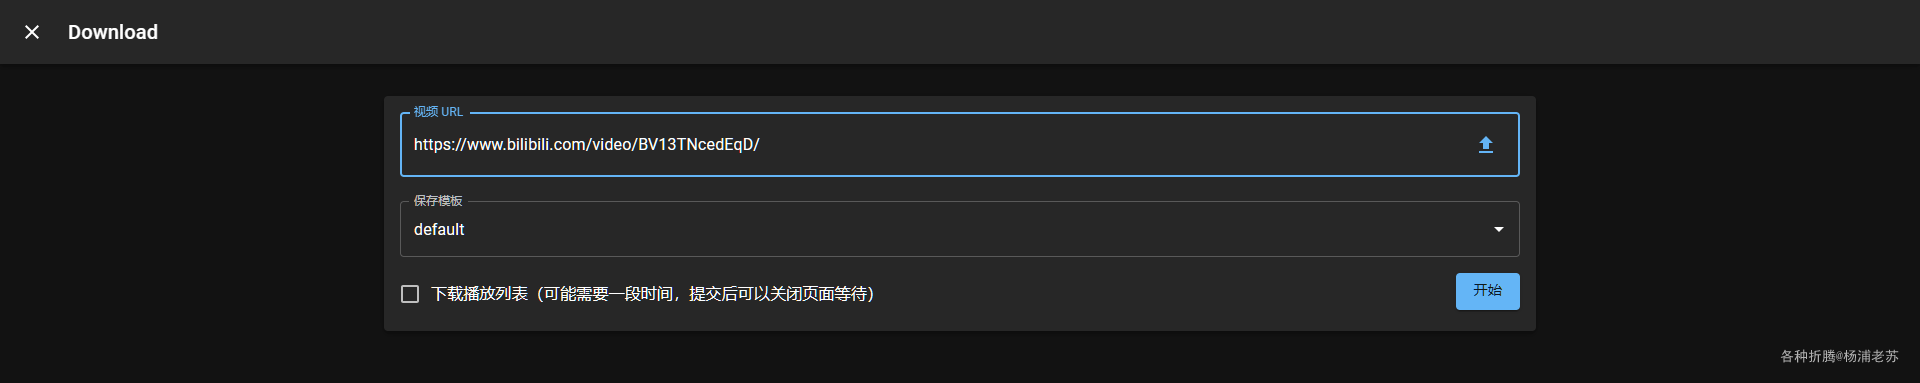 Download
视频 URL
https://www.bilibili.com/video/BV13TNcedEqD/
保存模板
default
下载播放列表（可能需要一段时间，提交后可以关闭页面等待）
开始
各种折腾@杨浦老苏